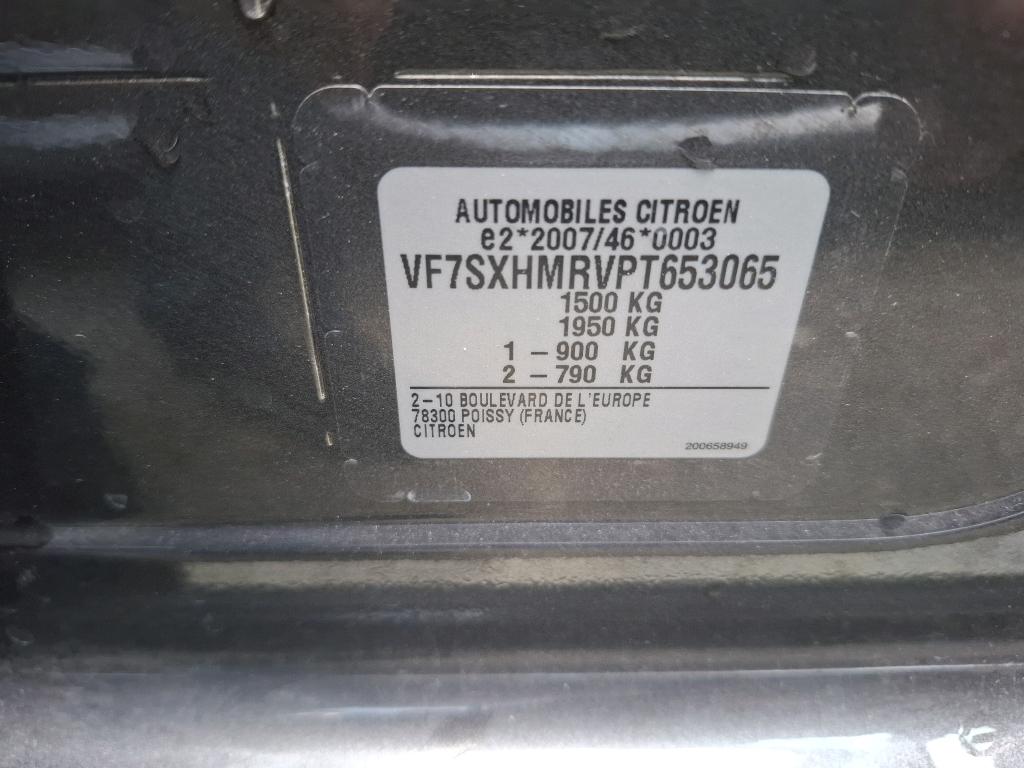 AUTOMOBILES CITROEN
e2*2007/46*0003
VF7SXHMRVPT653065
1500 KG
1950 KG
1 – 900 KG
2 – 790 KG
2–10 BOULEVARD DE L'EUROPE
78300 POISSY (FRANCE)
CITROEN
200658949